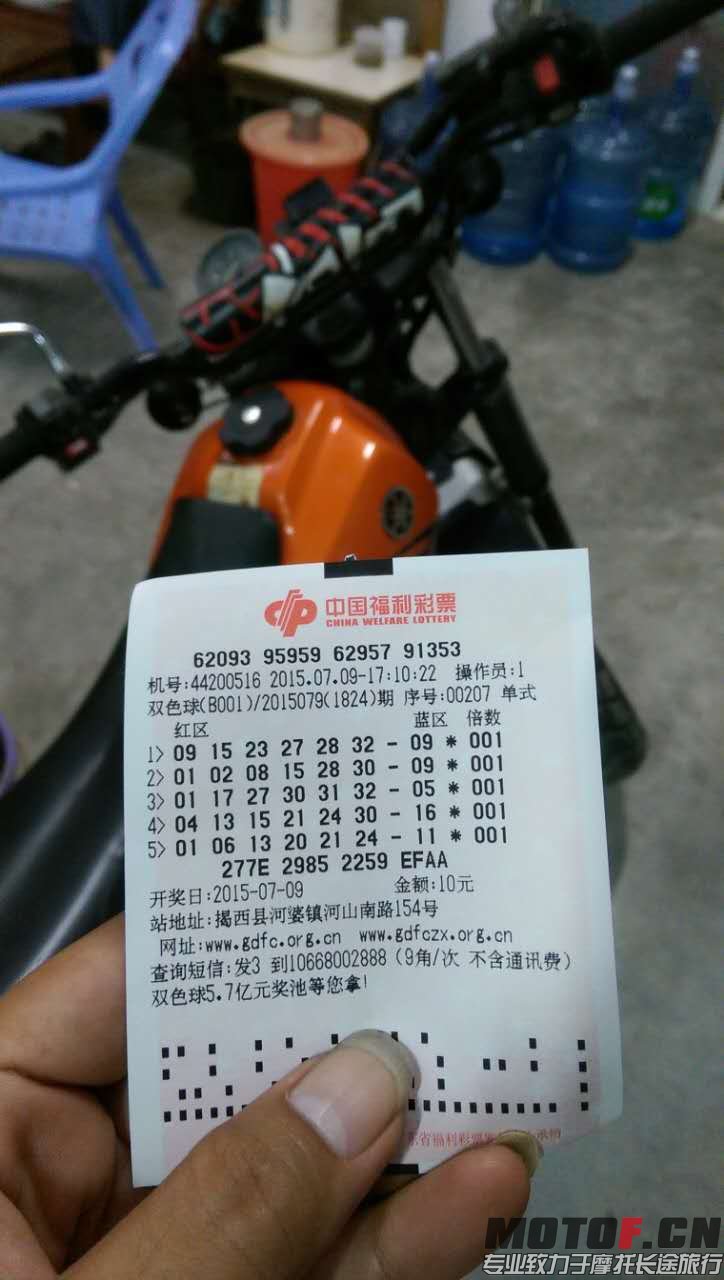 中国福利彩票
CHINA WELFARE LOTTERY
62093 95959 62957 91353
机号:44200516 2015.07.09-17:10:22 操作员:1
双色球(B001)/2015079(1824)期 序号:00207 单式
红区 蓝区 倍数
1> 09 15 23 27 28 32 - 09 * 001
2> 01 02 08 15 28 30 - 09 * 001
3> 01 17 27 30 31 32 - 05 * 001
4> 04 13 15 21 24 30 - 16 * 001
5> 01 06 13 20 21 24 - 11 * 001
277E 2985 2259 EFAA
开奖日:2015-07-09 金额:10元
站地址:揭西县河婆镇河山南路154号
网址:www.gdfc.org.cn www.gdfczx.org.cn
查询短信:发3 到10668002888（9角/次 不含通讯费）
双色球5.7亿元奖池等您拿!
东省福利彩票
MOTOF.CN
专业致力于摩托长途旅行